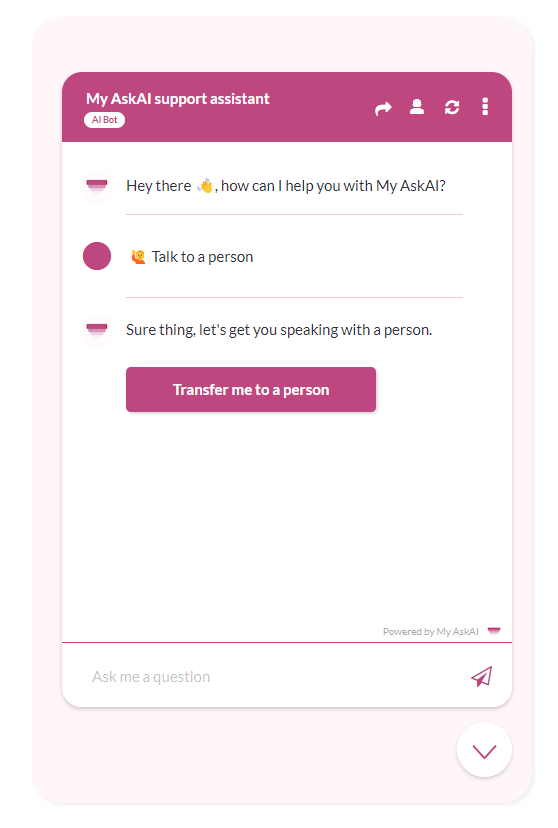 My AskAI support assistant
AI Bot
Hey there 👋, how can I help you with My AskAI?
🙋 Talk to a person
Sure thing, let's get you speaking with a person.
Transfer me to a person
Powered by My AskAI
Ask me a question